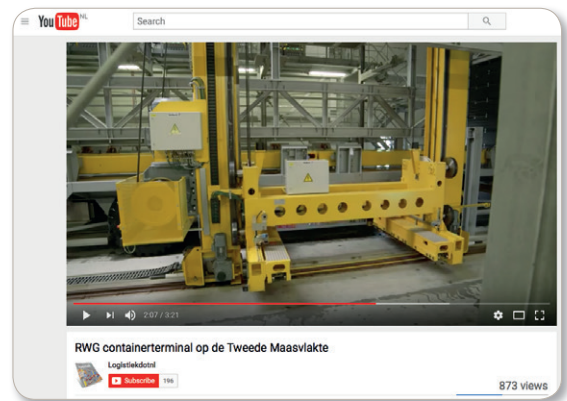 YouTube NL
Search
2:07 / 3:21
RWG containerterminal op de Tweede Maasvlakte
Logistiekdotnl
Subscribe 196
873 views